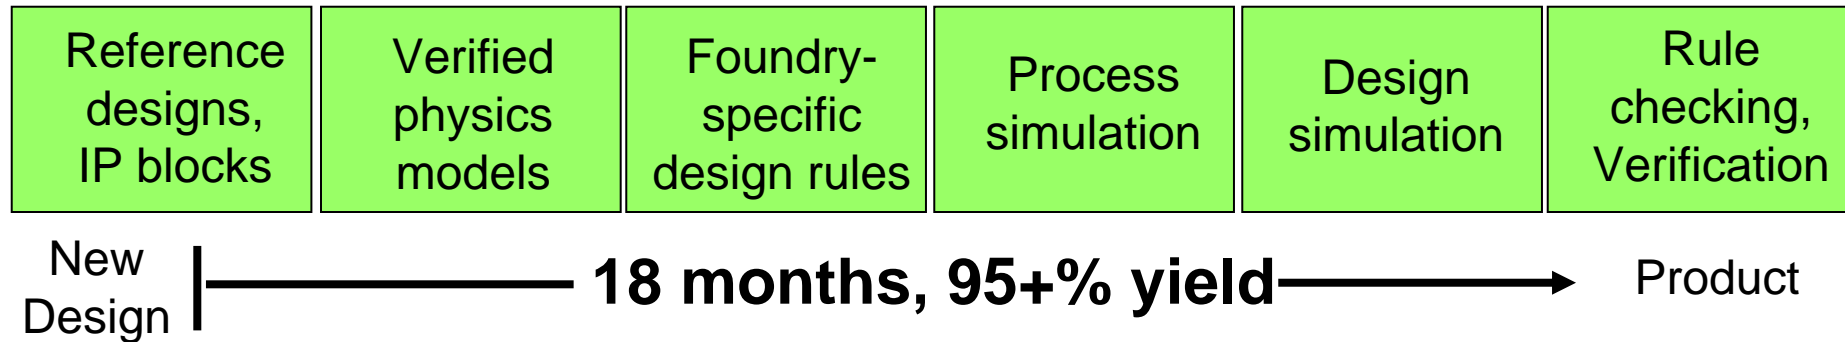 Reference
designs,
IP blocks
Verified
physics
models
Foundry-
specific
design rules
Process
simulation
Design
simulation
Rule
checking,
Verification
New
Design
18 months, 95+% yield
Product